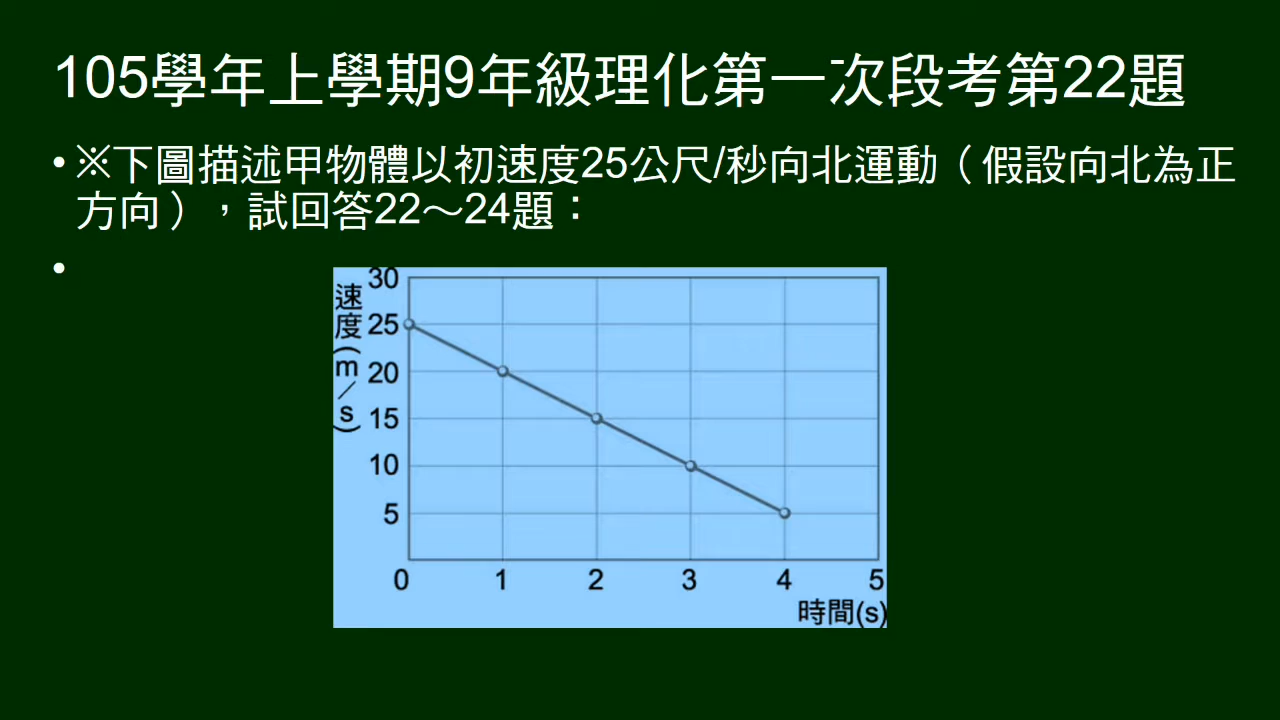 105學年上學期9年級理化第一次段考第22題
•※下圖描述甲物體以初速度25公尺/秒向北運動（假設向北為正
方向），試回答22～24題：
•
速度(m／s)
30
25
20
15
10
5
0 1 2 3 4 5
時間(s)